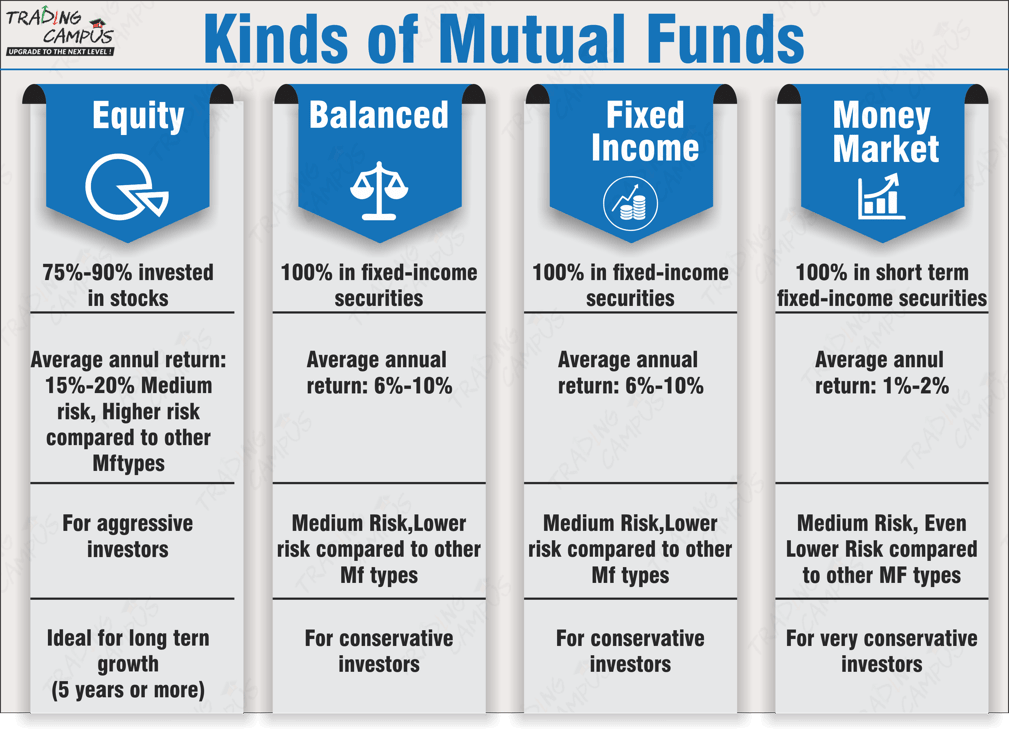 TRADING
CAMPUS
UPGRADE TO THE NEXT LEVEL !
Kinds of Mutual Funds
Equity
75%-90% invested
in stocks
Average annul return:
15%-20% Medium
risk, Higher risk
compared to other
Mftypes
For aggressive
investors
Ideal for long tern
growth
(5 years or more)
Balanced
100% in fixed-income
securities
Average annual
return: 6%-10%
Medium Risk,Lower
risk compared to other
Mf types
For conservative
investors
Fixed
Income
100% in fixed-income
securities
Average annual
return: 6%-10%
Medium Risk,Lower
risk compared to other
Mf types
For conservative
investors
Money
Market
100% in short term
fixed-income securities
Average annul
return: 1%-2%
Medium Risk, Even
Lower Risk compared
to other MF types
For very conservative
investors